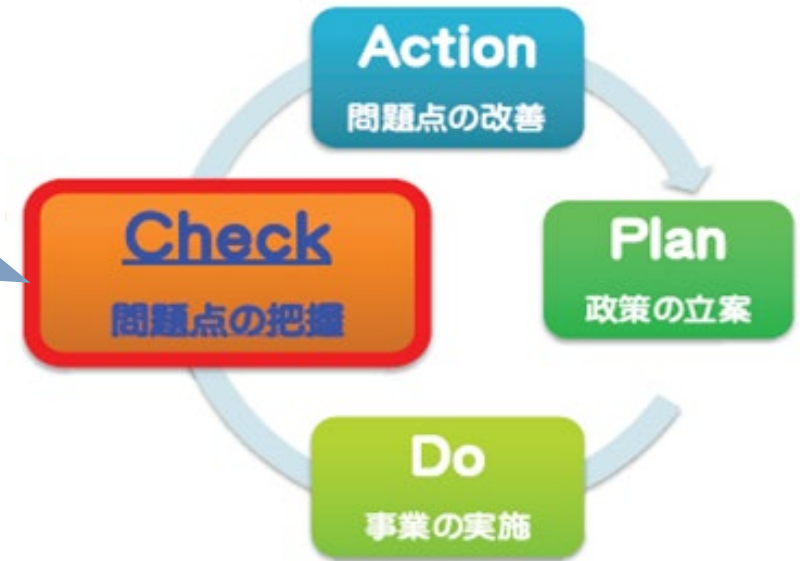 Action
問題点の改善
Check
問題点の把握
Plan
政策の立案
Do
事業の実施